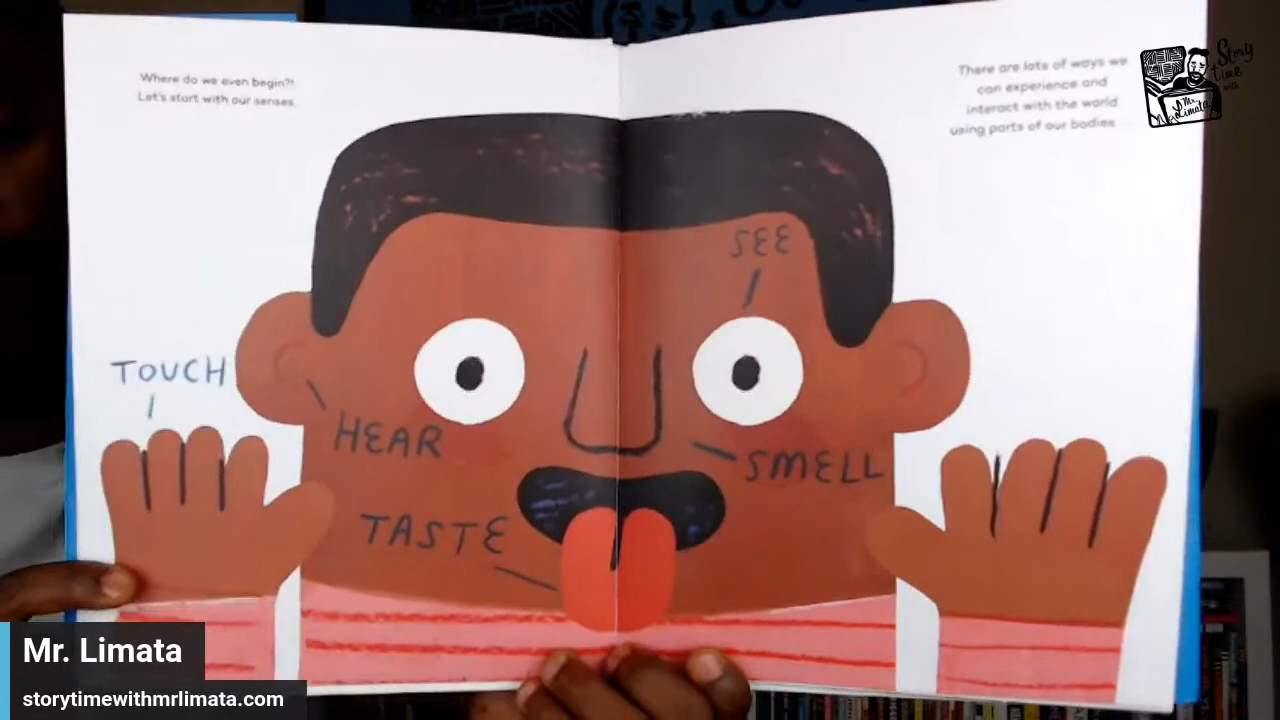 Where do we even begin?!
Let's start with our senses.
There are lots of ways we
can experience and
interact with the world
using parts of our bodies
Story
time
with
Mr.
Limata
SEE
TOUCH
HEAR
SMELL
TASTE
Mr. Limata
storytimewithmrlimata.com